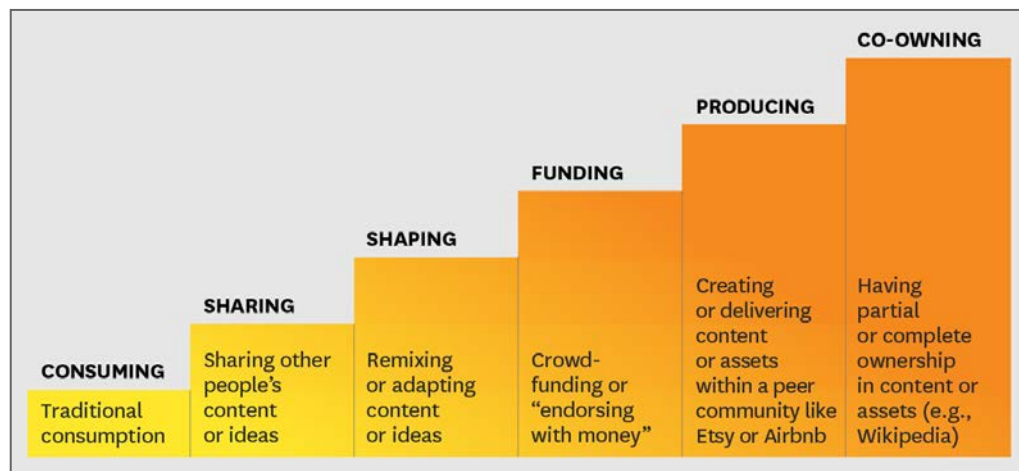 CONSUMING
Traditional
consumption
SHARING
Sharing other
people's
content
or ideas
SHAPING
Remixing
or adapting
content
or ideas
FUNDING
Crowd-
funding or
“endorsing
with money”
PRODUCING
Creating
or delivering
content
or assets
within a peer
community like
Etsy or Airbnb
CO-OWNING
Having
partial
or complete
ownership
in content or
assets (e.g.,
Wikipedia)